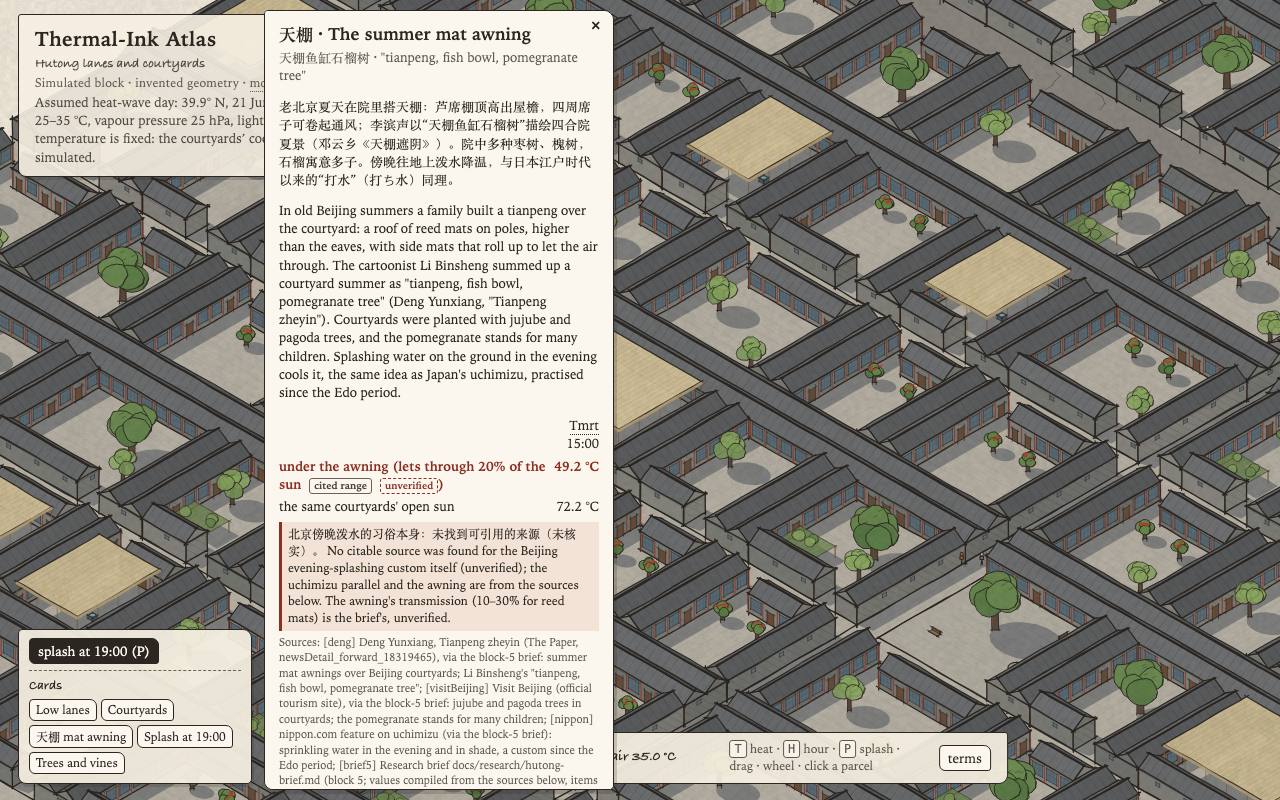 Thermal-Ink Atlas
Hutong lanes and courtyards
Simulated block · invented geometry ·
Assumed heat-wave day: 39.9° N, 21
25–35 °C, vapour pressure 25 hPa, light
temperature is fixed: the courtyards'
simulated.
×
天棚 · The summer mat awning
天棚鱼缸石榴树 · "tianpeng, fish bowl, pomegranate
tree"
老北京夏天在院里搭天棚：芦席棚顶高出屋檐，四周席
子可卷起通风；李滨声以“天棚鱼缸石榴树”描绘四合院
夏景（邓云乡《天棚遮阴》）。院中多种枣树、槐树，
石榴寓意多子。傍晚往地上泼水降温，与日本江户时代
以来的“打水”（打ち水）同理。
In old Beijing summers a family built a tianpeng over
the courtyard: a roof of reed mats on poles, higher
than the eaves, with side mats that roll up to let the air
through. The cartoonist Li Binsheng summed up a
courtyard summer as "tianpeng, fish bowl,
pomegranate tree" (Deng Yunxiang, "Tianpeng
zheyin"). Courtyards were planted with jujube and
pagoda trees, and the pomegranate stands for many
children. Splashing water on the ground in the evening
cools it, the same idea as Japan's uchimizu, practised
since the Edo period.
Tmrt
15:00
under the awning (lets through 20% of the 49.2 °C
sun cited range unverified)
the same courtyards' open sun 72.2 °C
北京傍晚泼水的习俗本身：未找到可引用的来源（未核
实）。No citable source was found for the Beijing
evening-splashing custom itself (unverified); the
uchimizu parallel and the awning are from the sources
below. The awning's transmission (10–30% for reed
mats) is the brief's, unverified.
Sources: [deng] Deng Yunxiang, Tianpeng zheyin (The Paper,
newsDetail_forward_18319465), via the block-5 brief: summer
mat awnings over Beijing courtyards; Li Binsheng's "tianpeng,
fish bowl, pomegranate tree"; [visitBeijing] Visit Beijing (official
tourism site), via the block-5 brief: jujube and pagoda trees in
courtyards; the pomegranate stands for many children; [nippon]
nippon.com feature on uchimizu (via the block-5 brief):
sprinkling water in the evening and in shade, a custom since the
Edo period; [brief5] Research brief docs/research/hutong-
brief.md (block 5; values compiled from the sources below, items
splash at 19:00 (P)
Cards
Low lanes Courtyards
天棚 mat awning Splash at 19:00
Trees and vines
air 35.0 °C
T heat · H hour · P splash ·
drag · wheel · click a parcel
terms